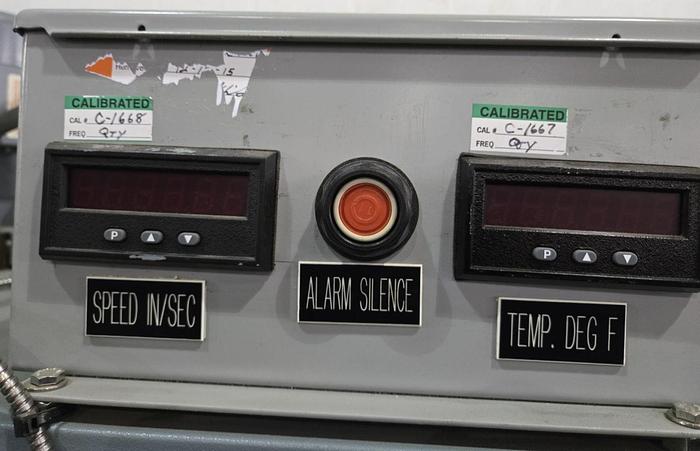 CALIBRATED
CAL # C-1668
FREQ QTY
CALIBRATED
CAL # C-1667
FREQ QTY
P
P
SPEED IN/SEC
ALARM SILENCE
TEMP. DEG F